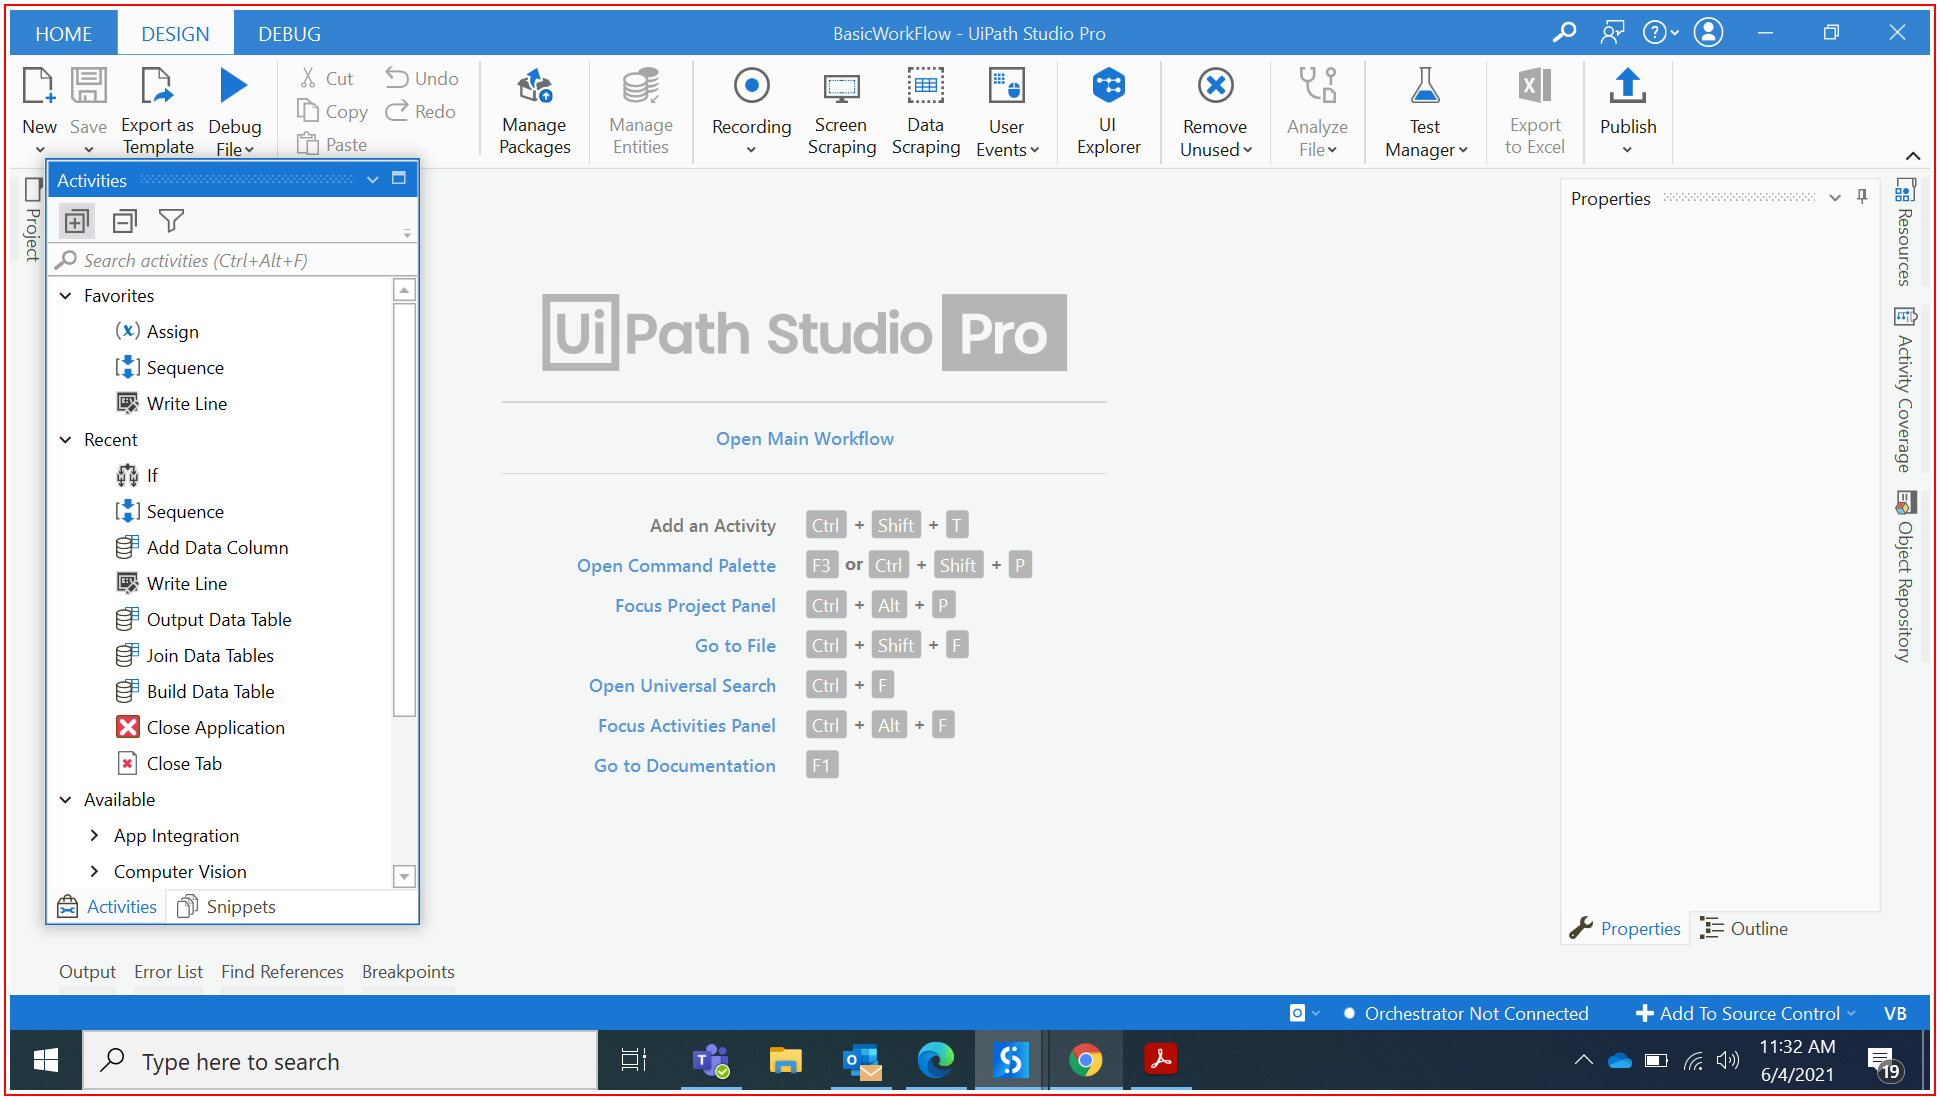 HOME DESIGN DEBUG BasicWorkFlow - UiPath Studio Pro
New Save Export as Template Debug File
Cut
Copy
Paste
Undo
Redo
Manage Packages
Manage Entities
Recording
Screen Scraping
Data Scraping
User Events
UI Explorer
Remove Unused
Analyze File
Test Manager
Export to Excel
Publish
Project
Activities
Search activities (Ctrl+Alt+F)
Favorites
Assign
Sequence
Write Line
Recent
If
Sequence
Add Data Column
Write Line
Output Data Table
Join Data Tables
Build Data Table
Close Application
Close Tab
Available
App Integration
Computer Vision
Activities Snippets
UiPath Studio Pro
Open Main Workflow
Add an Activity Ctrl + Shift + T
Open Command Palette F3 or Ctrl + Shift + P
Focus Project Panel Ctrl + Alt + P
Go to File Ctrl + Shift + F
Open Universal Search Ctrl + F
Focus Activities Panel Ctrl + Alt + F
Go to Documentation F1
Properties
Properties Outline
Resources
Activity Coverage
Object Repository
Output Error List Find References Breakpoints
Orchestrator Not Connected Add To Source Control VB
Type here to search
11:32 AM
6/4/2021
19